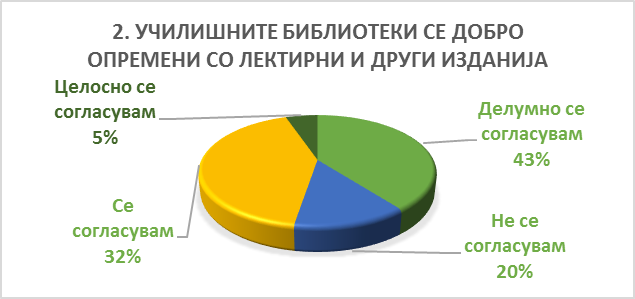 2. УЧИЛИШНИТЕ БИБЛИОТЕКИ СЕ ДОБРО
ОПРЕМЕНИ СО ЛЕКТИРНИ И ДРУГИ ИЗДАНИЈА
Целосно се
согласувам
5%
Делумно се
согласувам
43%
Се
согласувам
32%
Не се
согласувам
20%